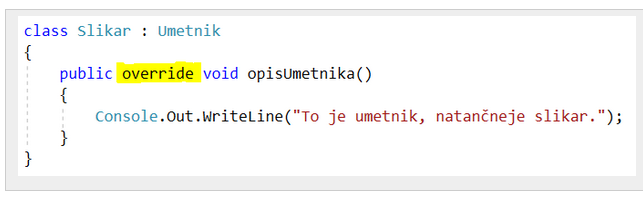 class Slikar : Umetnik
{
public override void opisUmetnika()
{
Console.Out.WriteLine("To je umetnik, natančneje slikar.");
}
}